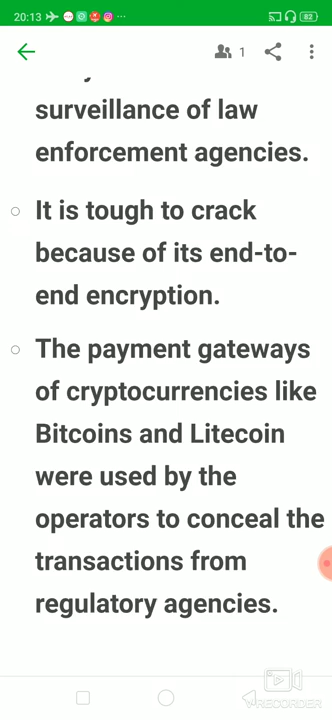 20:13
82
1
surveillance of law
enforcement agencies.
It is tough to crack
because of its end-to-
end encryption.
The payment gateways
of cryptocurrencies like
Bitcoins and Litecoin
were used by the
operators to conceal the
transactions from
regulatory agencies.
RECORDER